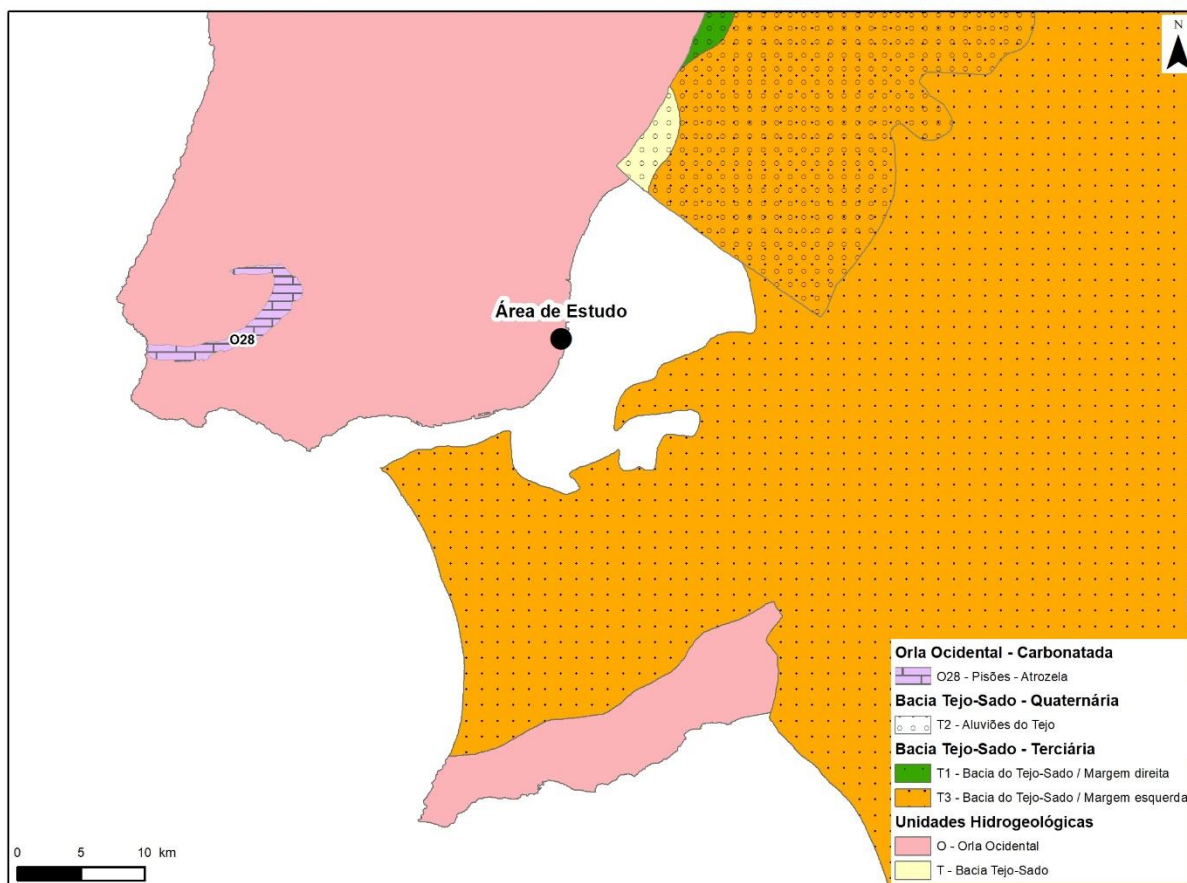 N
Área de Estudo
O28
Orla Ocidental - Carbonatada
O28 - Pisões - Atrozela
Bacia Tejo-Sado - Quaternária
T2 - Aluviões do Tejo
Bacia Tejo-Sado - Terciária
T1 - Bacia do Tejo-Sado / Margem direita
T3 - Bacia do Tejo-Sado / Margem esquerda
Unidades Hidrogeológicas
O - Orla Ocidental
T - Bacia Tejo-Sado
0 5 10 km